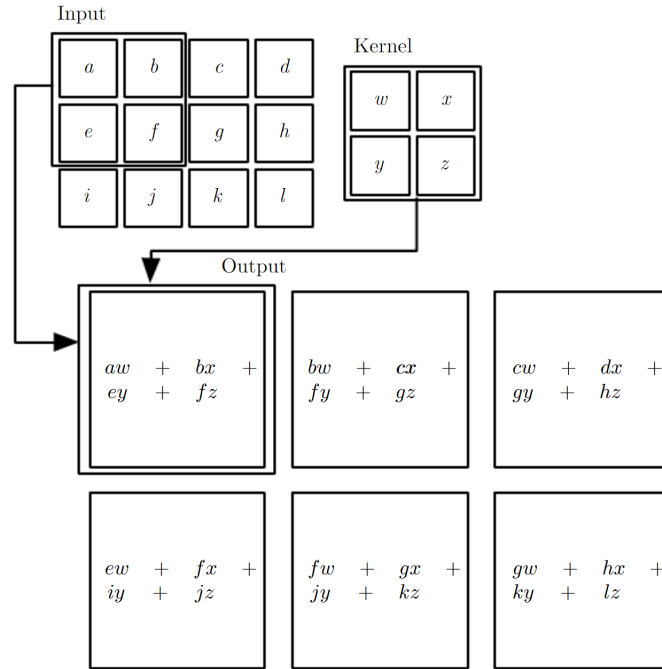 Input
Kernel
a b c d
w x
e f g h
y z
i j k l
Output
aw + bx +
ey + fz
bw + cx +
fy + gz
cw + dx +
gy + hz
ew + fx +
iy + jz
fw + gx +
jy + kz
gw + hx +
ky + lz